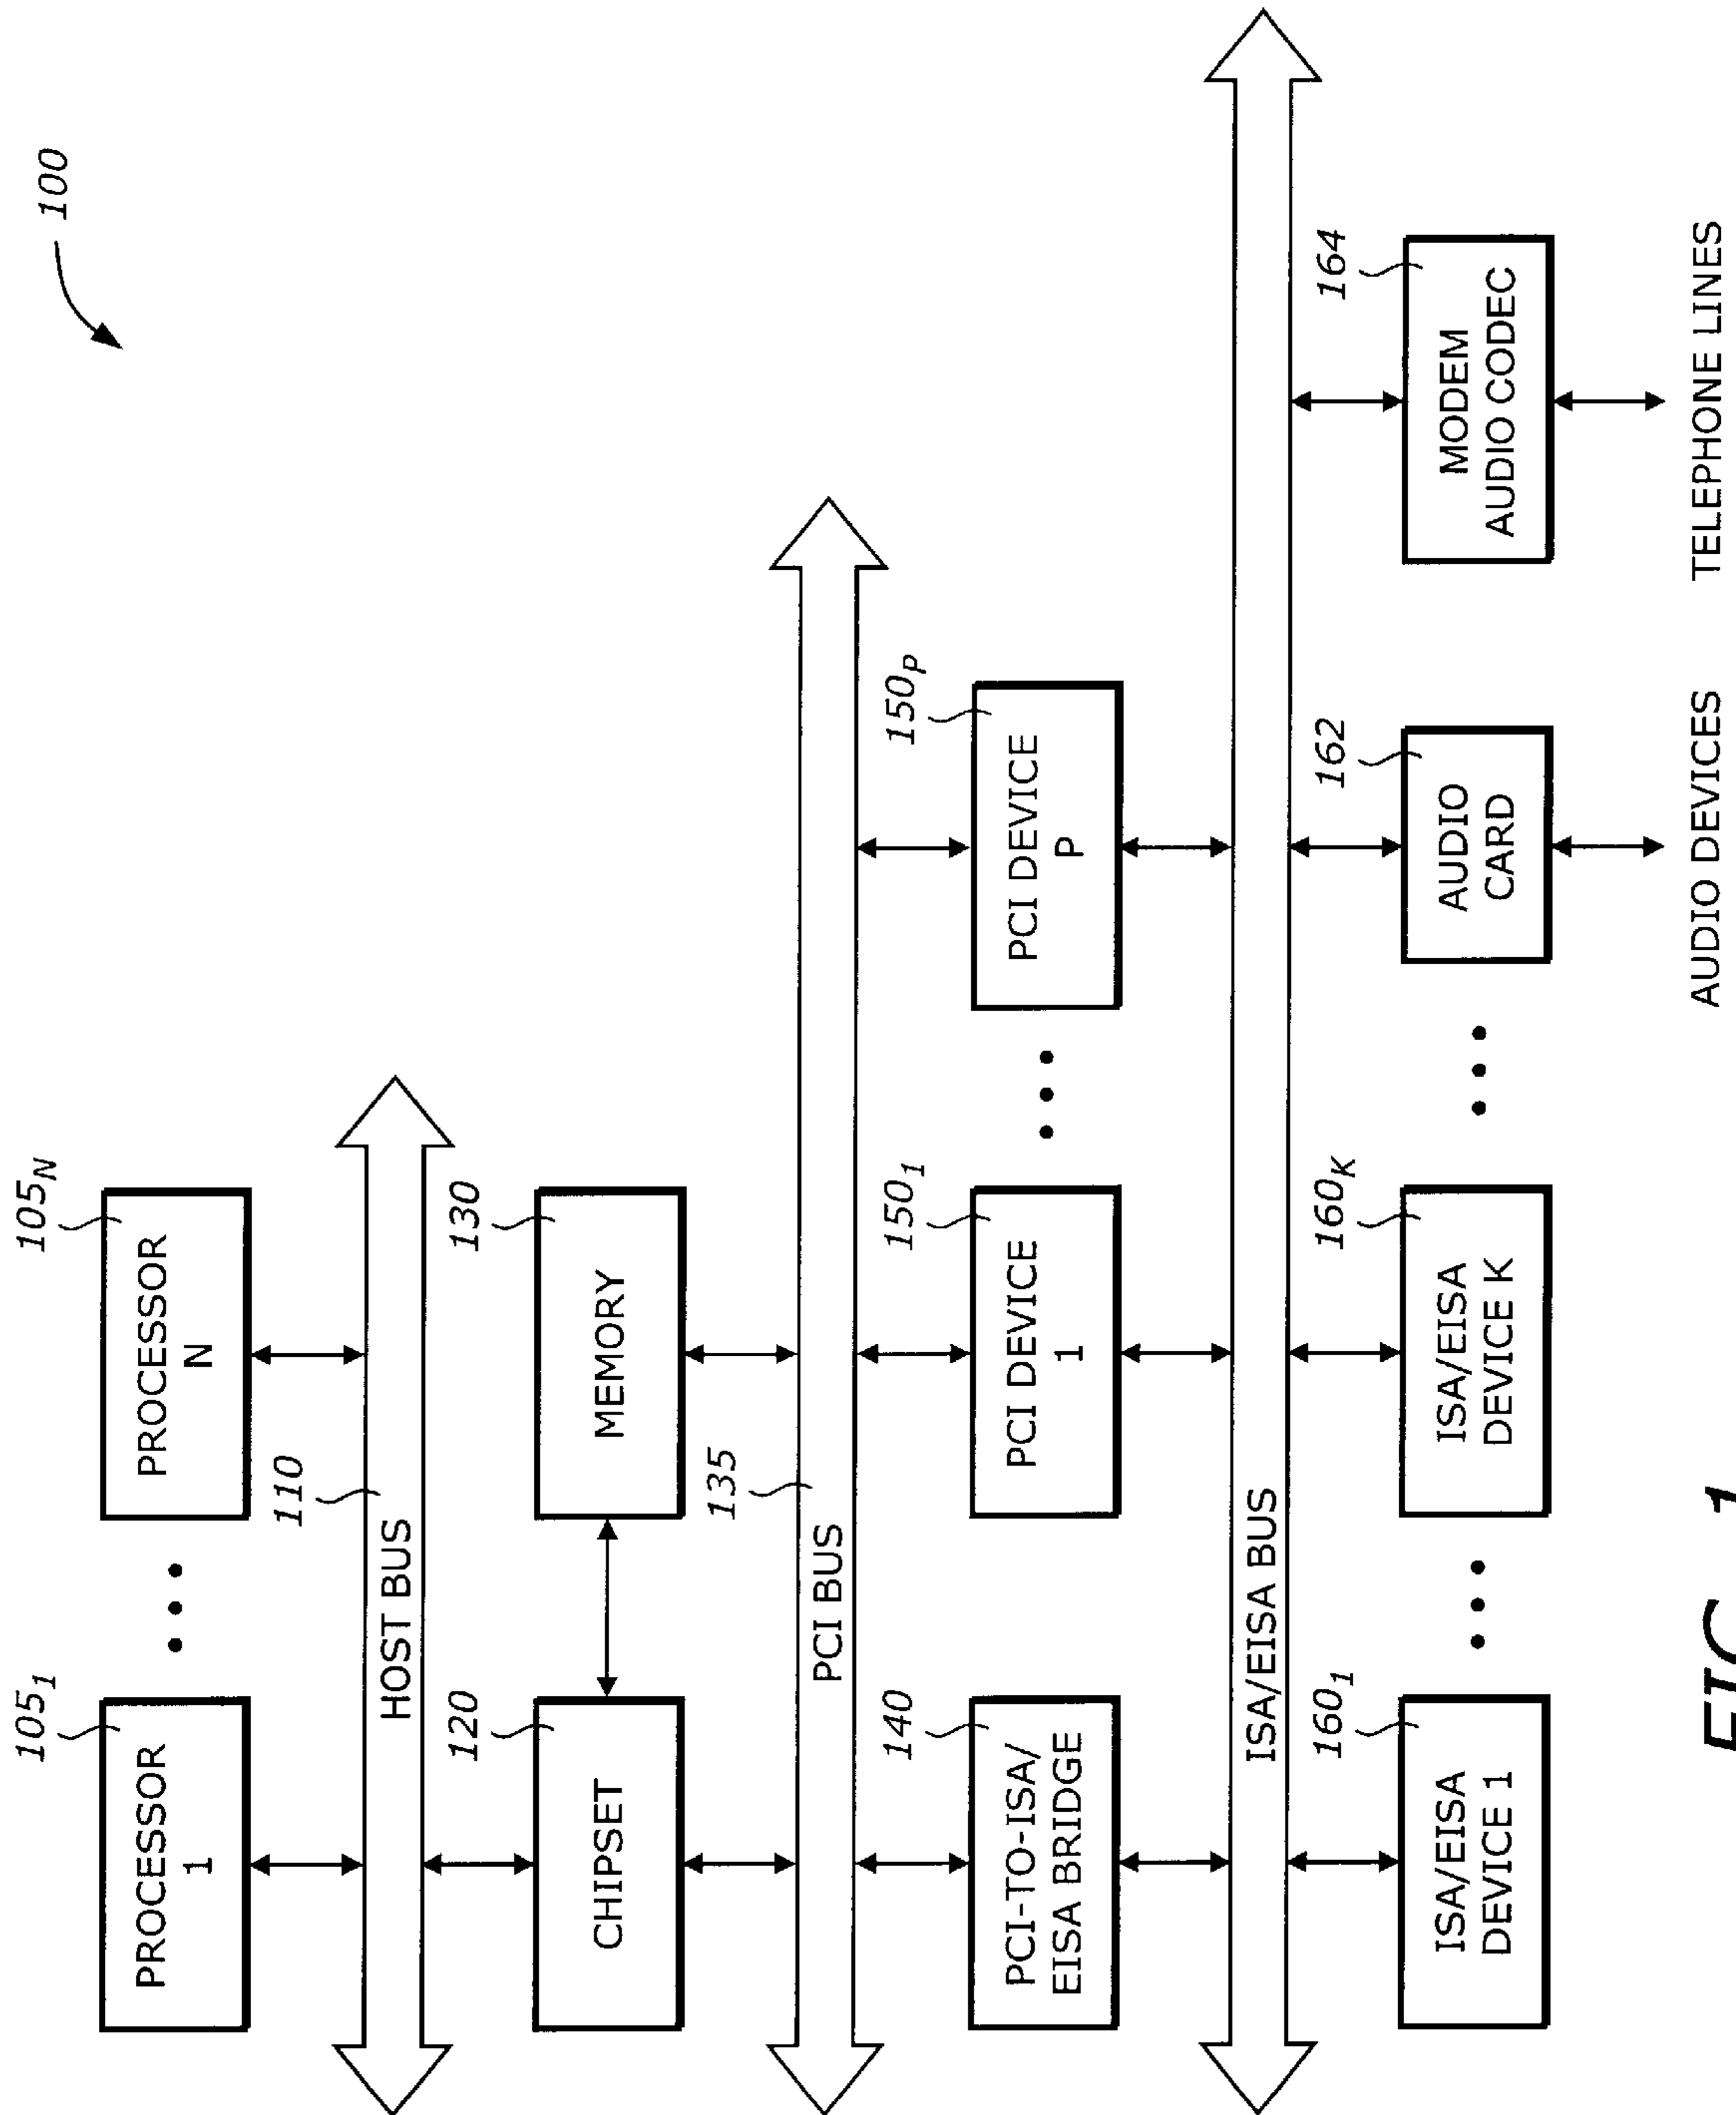 100
105₁
105N
PROCESSOR
1
PROCESSOR
N
110
HOST BUS
120
130
CHIPSET
MEMORY
135
PCI BUS
140
150₁
150P
PCI-TO-ISA/
EISA BRIDGE
PCI DEVICE
1
PCI DEVICE
P
ISA/EISA BUS
160₁
160K
162
164
ISA/EISA
DEVICE 1
ISA/EISA
DEVICE K
AUDIO
CARD
MODEM
AUDIO CODEC
AUDIO DEVICES
TELEPHONE LINES
FIG. 1